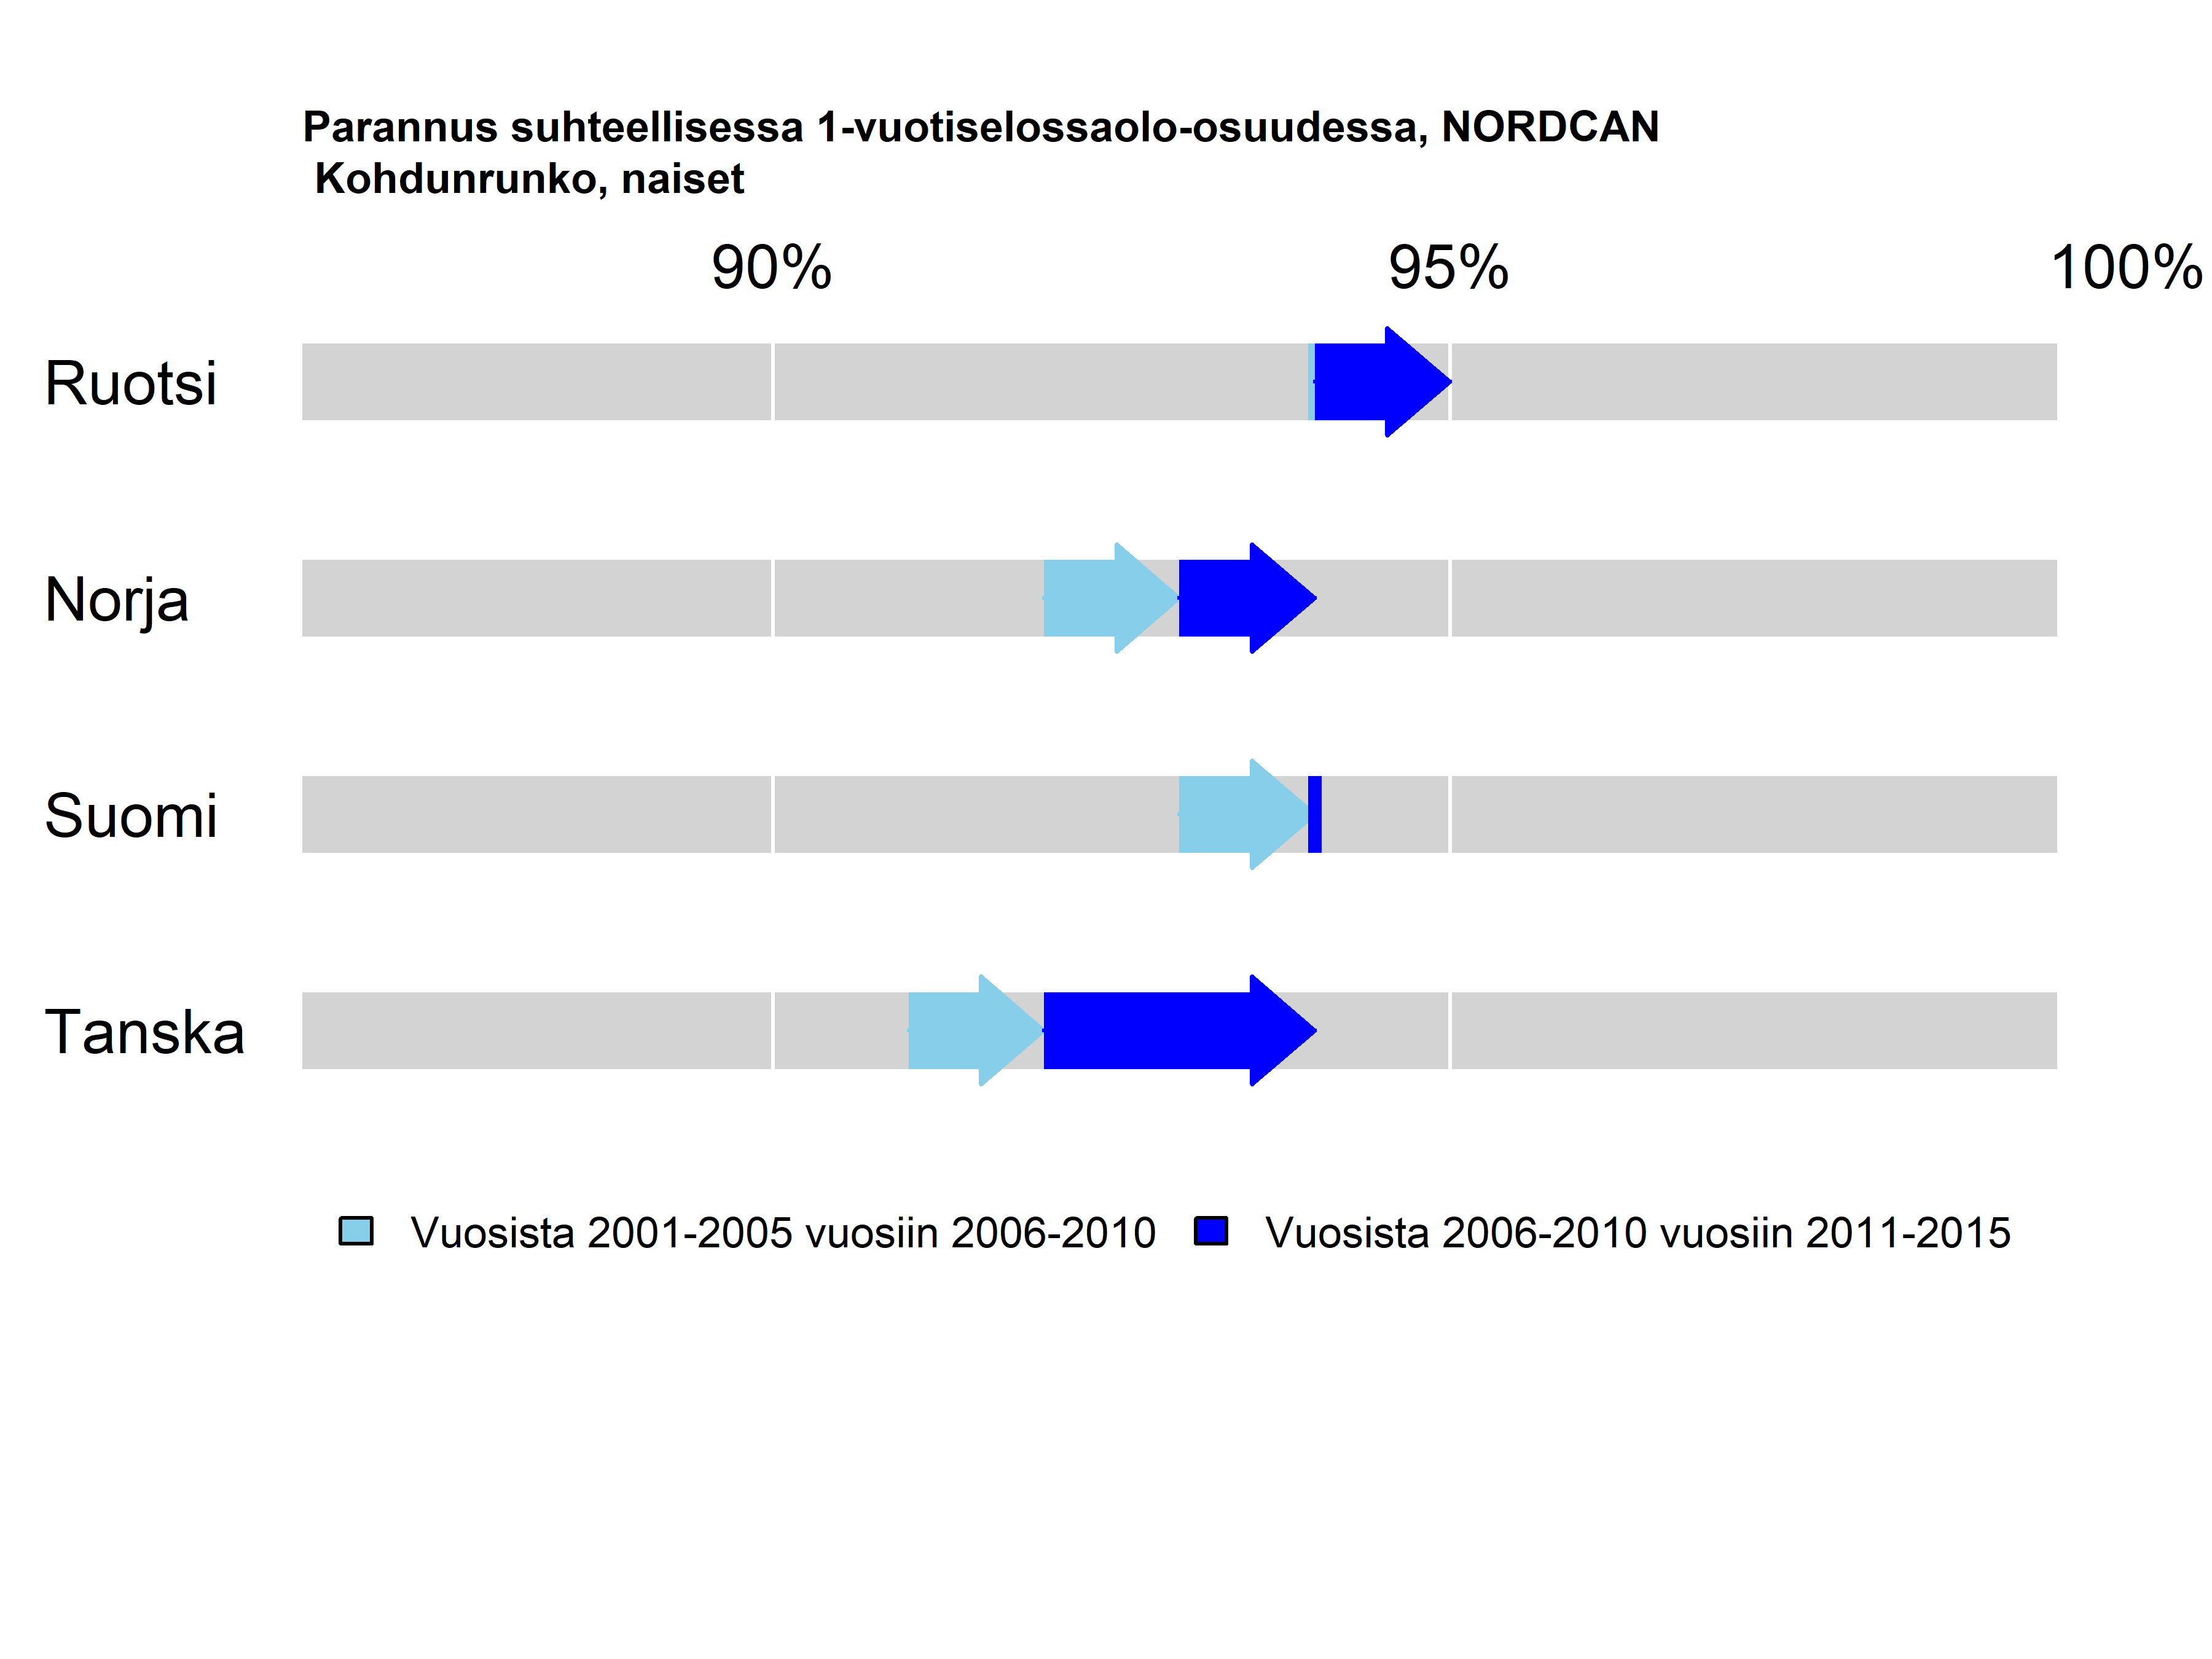 Parannus suhteellisessa 1-vuotiselossaolo-osuudessa, NORDCAN
Kohdunrunko, naiset
90% 95% 100%
Ruotsi
Norja
Suomi
Tanska
Vuosista 2001-2005 vuosiin 2006-2010 Vuosista 2006-2010 vuosiin 2011-2015